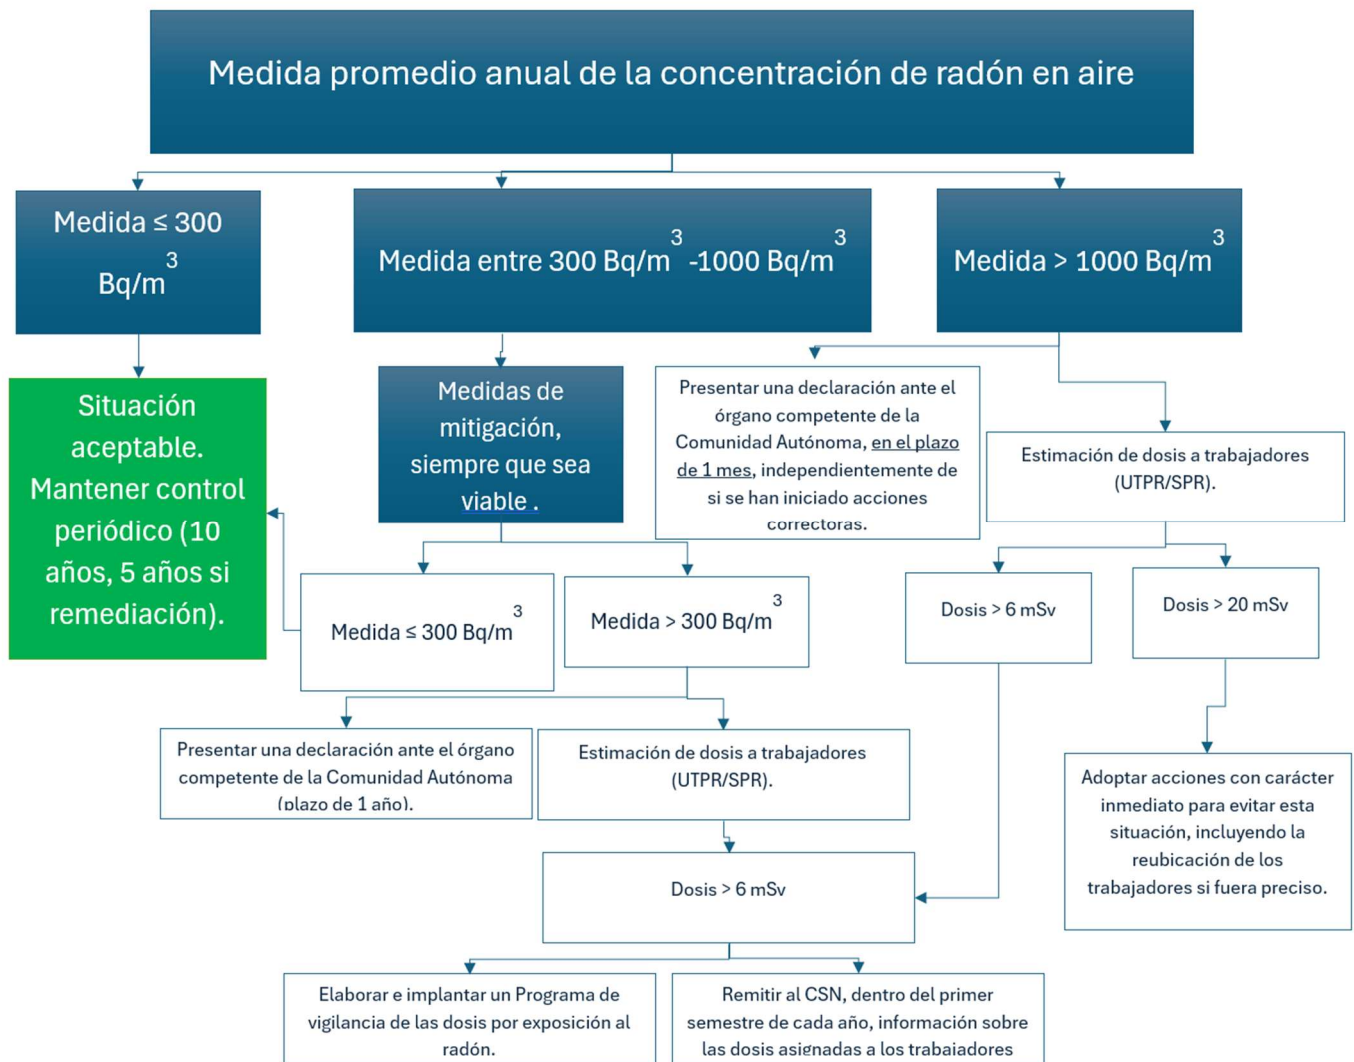 Medida promedio anual de la concentración de radón en aire
Medida ≤ 300
Bq/m³
Medida entre 300 Bq/m³ -1000 Bq/m³
Medida > 1000 Bq/m³
Situación
aceptable.
Mantener control
periódico (10
años, 5 años si
remediación).
Medidas de
mitigación,
siempre que sea
viable .
Presentar una declaración ante el
órgano competente de la
Comunidad Autónoma, en el plazo
de 1 mes, independientemente de
si se han iniciado acciones
correctoras.
Estimación de dosis a trabajadores
(UTPR/SPR).
Medida ≤ 300 Bq/m³
Medida > 300 Bq/m³
Dosis > 6 mSv
Dosis > 20 mSv
Presentar una declaración ante el órgano
competente de la Comunidad Autónoma
(plazo de 1 año).
Estimación de dosis a trabajadores
(UTPR/SPR).
Adoptar acciones con carácter
inmediato para evitar esta
situación, incluyendo la
reubicación de los
trabajadores si fuera preciso.
Dosis > 6 mSv
Elaborar e implantar un Programa de
vigilancia de las dosis por exposición al
radón.
Remitir al CSN, dentro del primer
semestre de cada año, información sobre
las dosis asignadas a los trabajadores